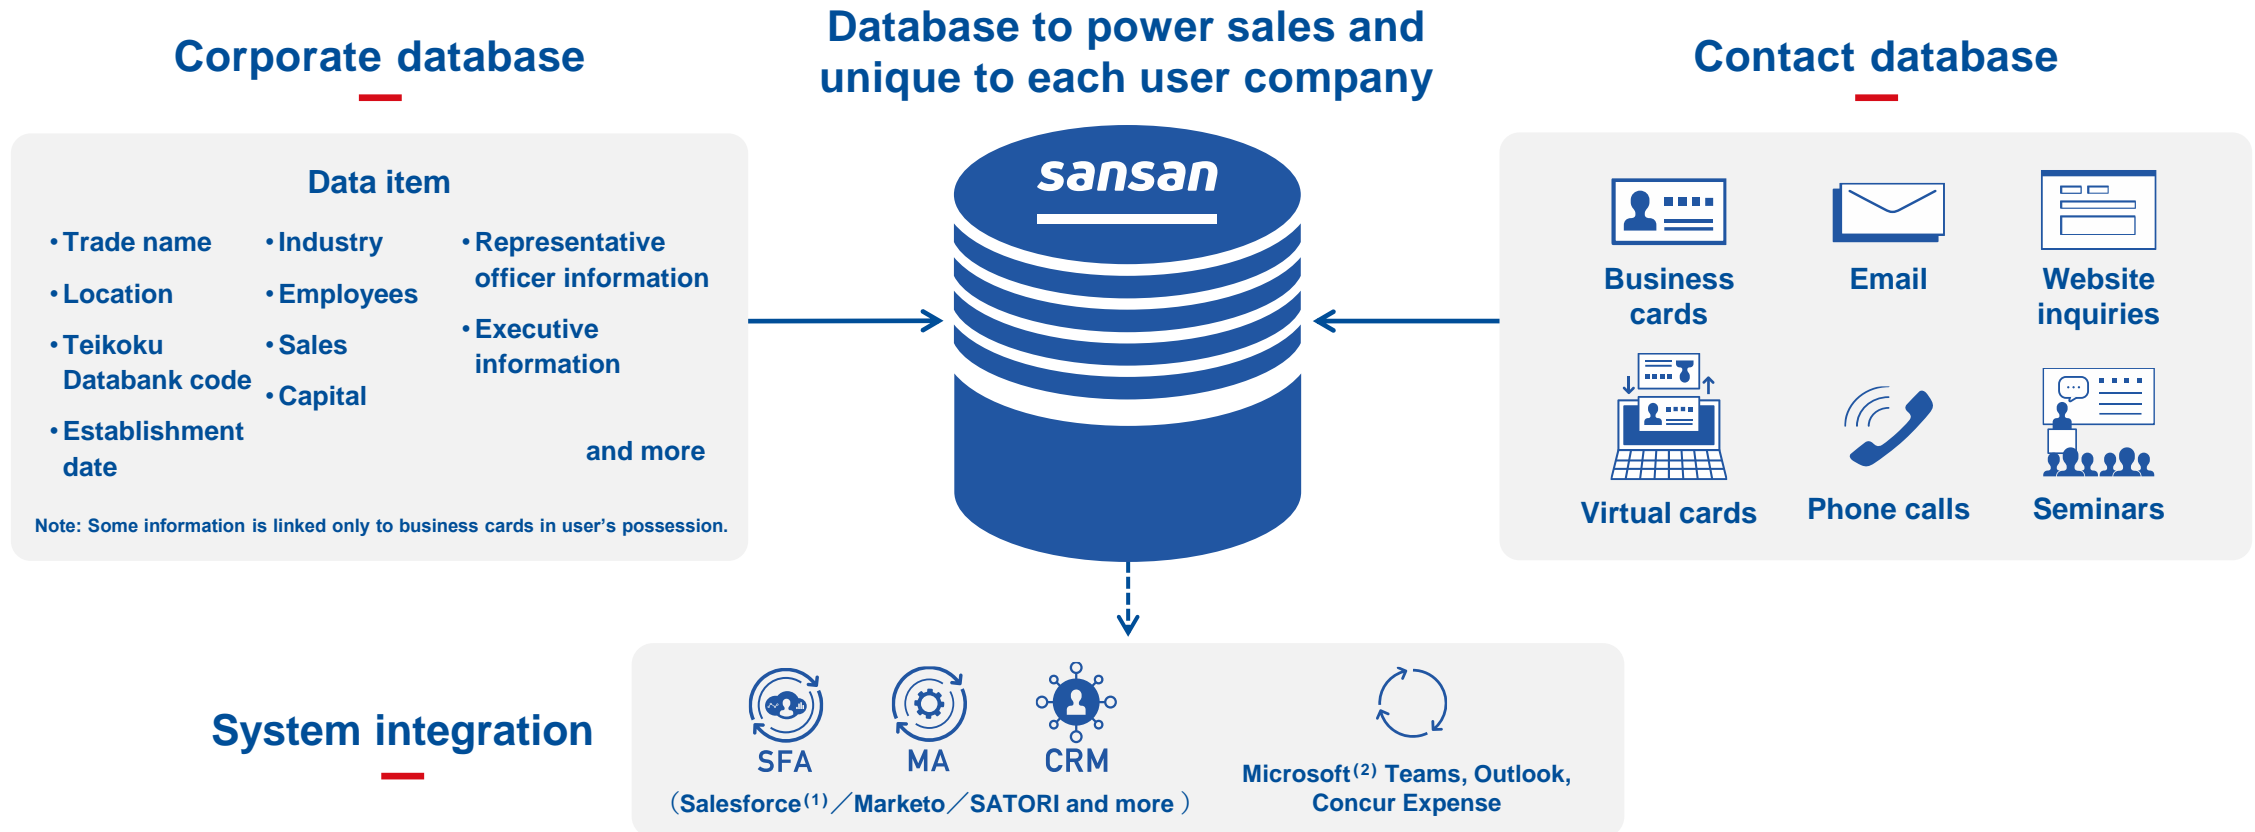 Corporate database
Database to power sales and
unique to each user company
Contact database
Data item
・Trade name
・Location
・Teikoku
Databank code
・Establishment
date
・Industry
・Employees
・Sales
・Capital
・Representative
officer information
・Executive
information
and more
Note: Some information is linked only to business cards in user’s possession.
sansan
Business
cards
Email
Website
inquiries
Virtual cards
Phone calls
Seminars
System integration
SFA
MA
CRM
（Salesforce(1)／Marketo／SATORI and more ）
Microsoft(2) Teams, Outlook,
Concur Expense